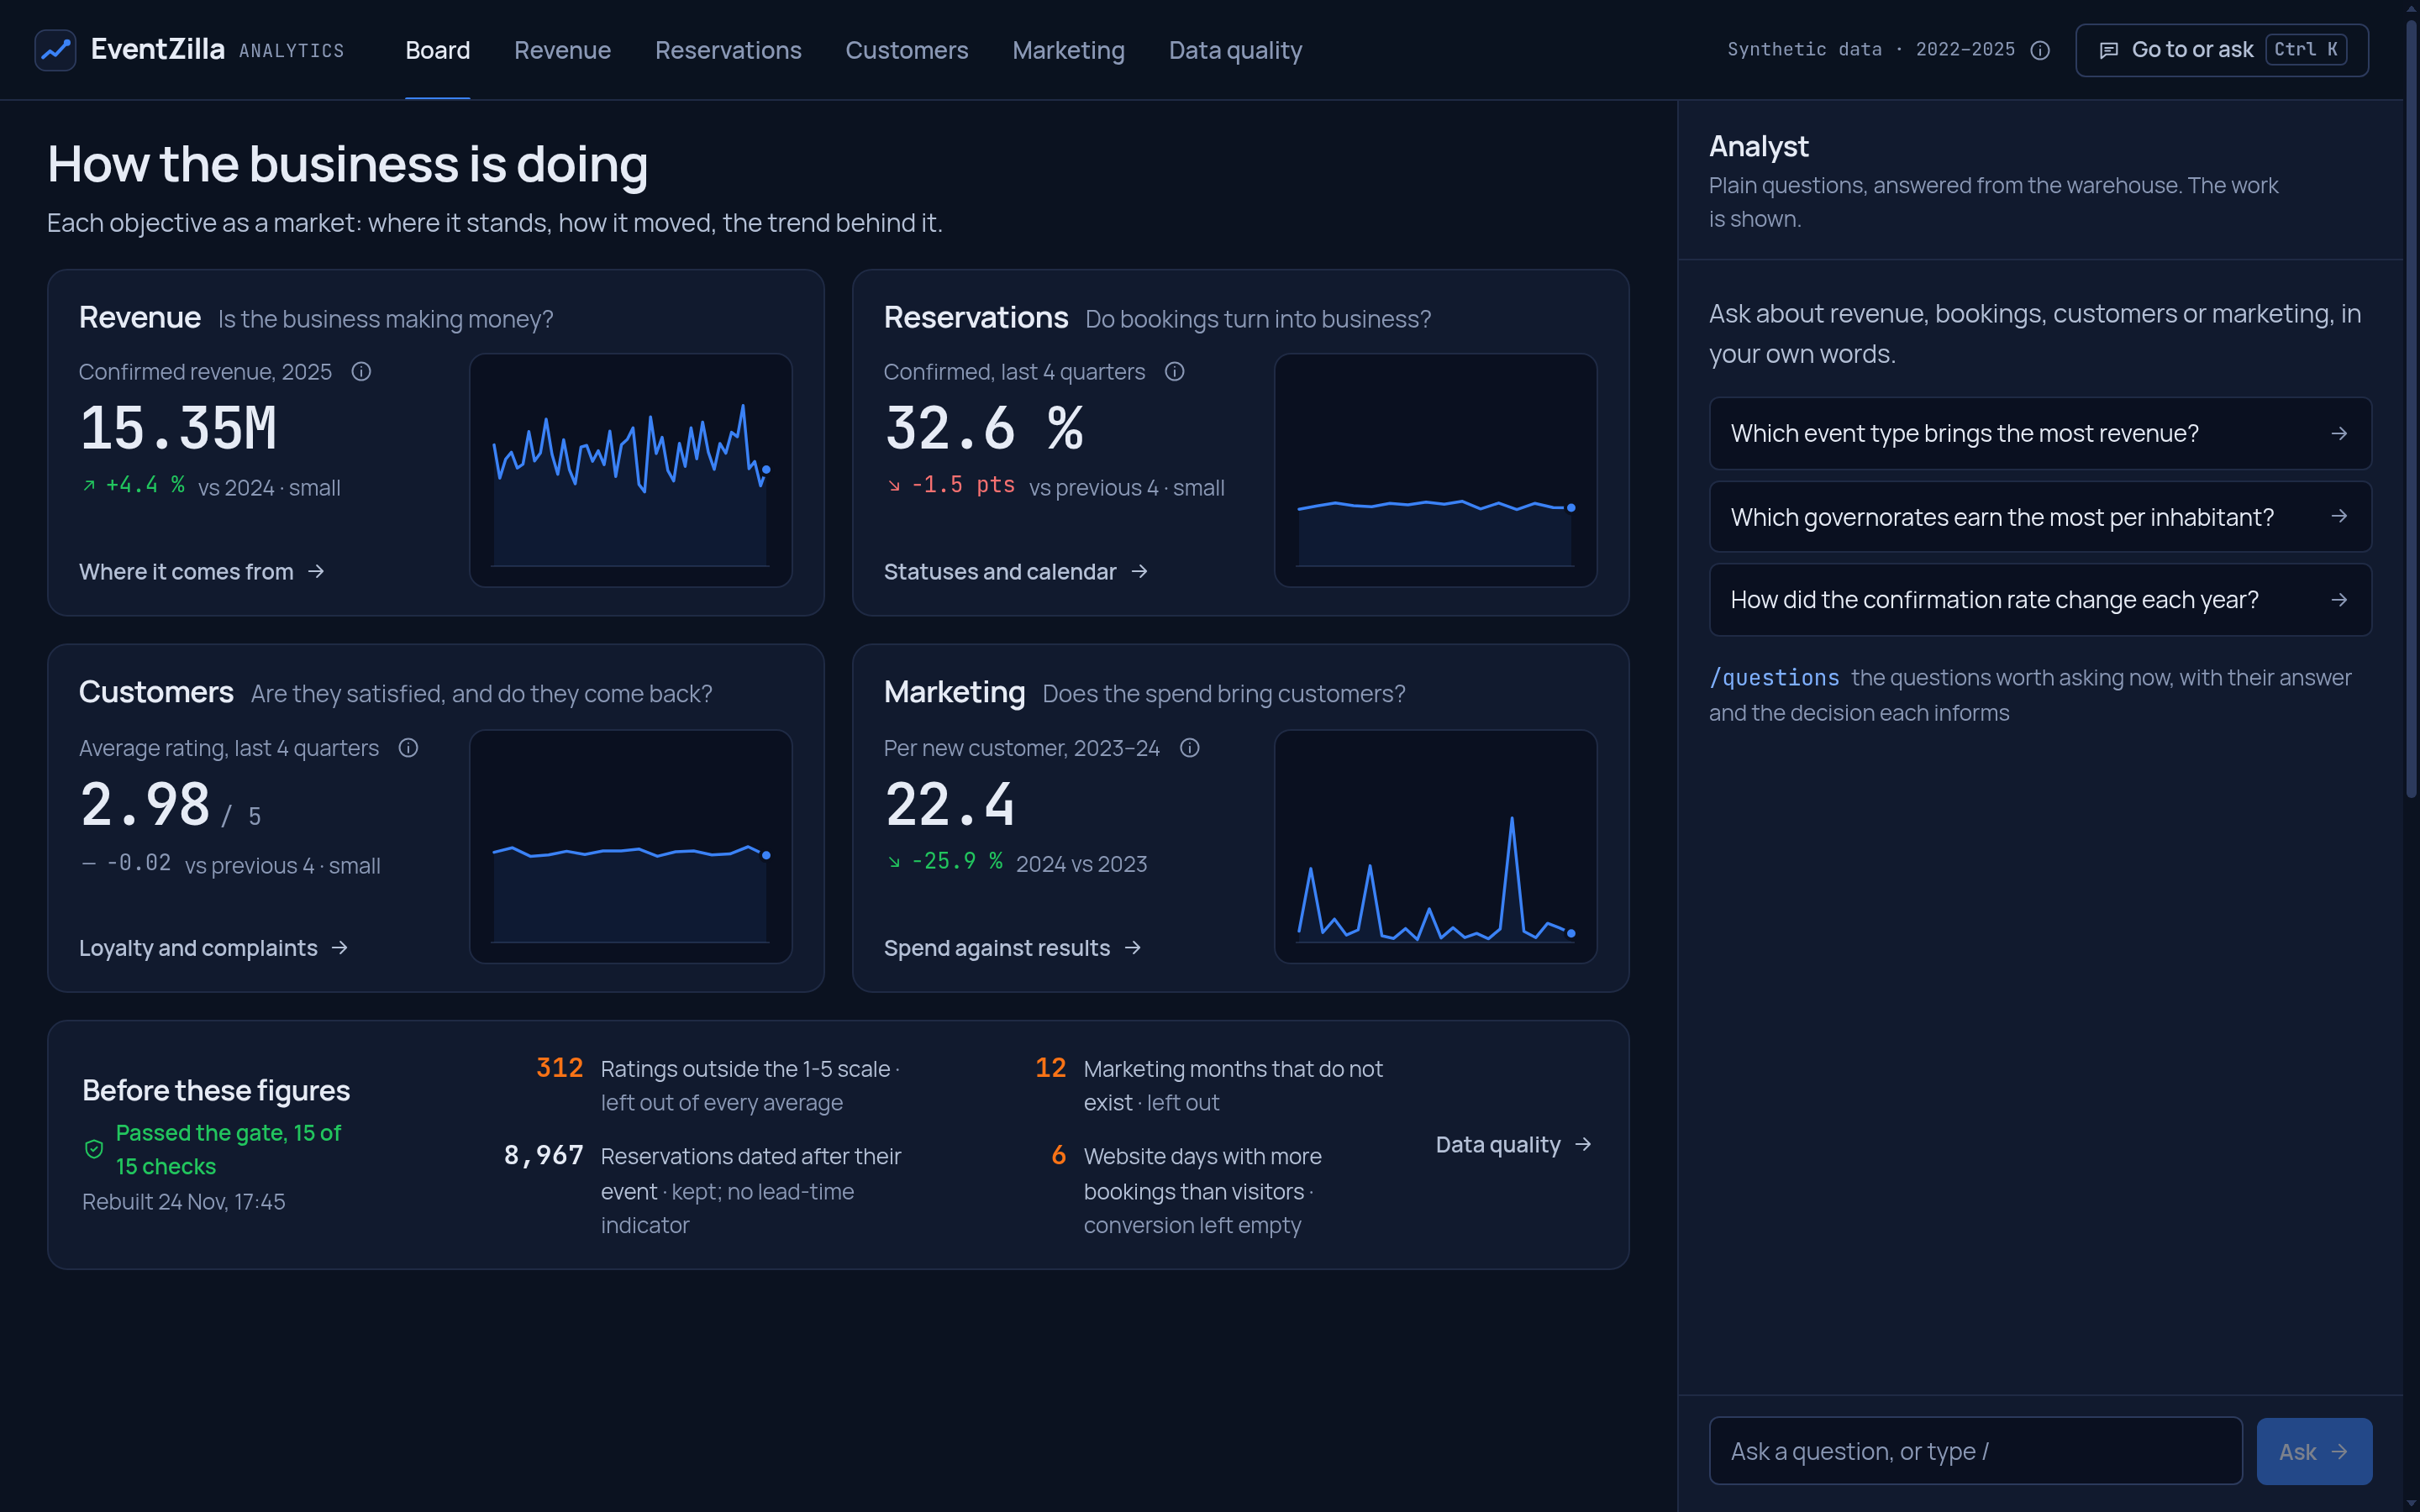 EventZilla ANALYTICS
Board
Revenue
Reservations
Customers
Marketing
Data quality
Synthetic data · 2022–2025
Go to or ask Ctrl K
How the business is doing
Each objective as a market: where it stands, how it moved, the trend behind it.
Revenue Is the business making money?
Confirmed revenue, 2025
15.35M
+4.4 % vs 2024 · small
Where it comes from
Reservations Do bookings turn into business?
Confirmed, last 4 quarters
32.6 %
-1.5 pts vs previous 4 · small
Statuses and calendar
Customers Are they satisfied, and do they come back?
Average rating, last 4 quarters
2.98 / 5
-0.02 vs previous 4 · small
Loyalty and complaints
Marketing Does the spend bring customers?
Per new customer, 2023–24
22.4
-25.9 % 2024 vs 2023
Spend against results
Before these figures
Passed the gate, 15 of
15 checks
Rebuilt 24 Nov, 17:45
312 Ratings outside the 1-5 scale ·
left out of every average
8,967 Reservations dated after their
event · kept; no lead-time
indicator
12 Marketing months that do not
exist · left out
6 Website days with more
bookings than visitors ·
conversion left empty
Data quality
Analyst
Plain questions, answered from the warehouse. The work
is shown.
Ask about revenue, bookings, customers or marketing, in
your own words.
Which event type brings the most revenue?
Which governorates earn the most per inhabitant?
How did the confirmation rate change each year?
/questions the questions worth asking now, with their answer
and the decision each informs
Ask a question, or type /
Ask